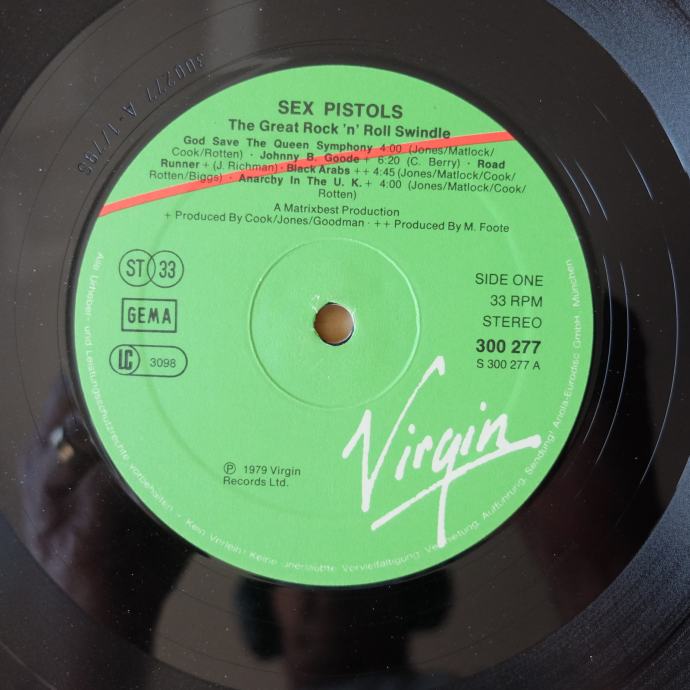 300277 A - 1/79S
SEX PISTOLS
The Great Rock 'n' Roll Swindle
God Save The Queen Symphony 4:00 (Jones/Matlock/
Cook/Rotten) · Johnny B. Goode + 6:20 (C. Berry) · Road
Runner + (J. Richman) · Black Arabs ++ 4:45 (Jones/Matlock/Cook/
Rotten/Biggs) · Anarchy In The U. K. + 4:00 (Jones/Matlock/Cook/
Rotten)
A Matrixbest Production
+ Produced By Cook/Jones/Goodman · ++ Produced By M. Foote
ST 33
GEMA
LC 3098
SIDE ONE
33 RPM
STEREO
300 277
S 300 277 A
Virgin
℗ 1979 Virgin
Records Ltd.
Alle Urheber- und Leistungsschutzrechte vorbehalten · Kein Verleih! Keine unerlaubte Vervielfältigung, Vermietung, Aufführung, Sendung! Ariola-Eurodisc GmbH · München